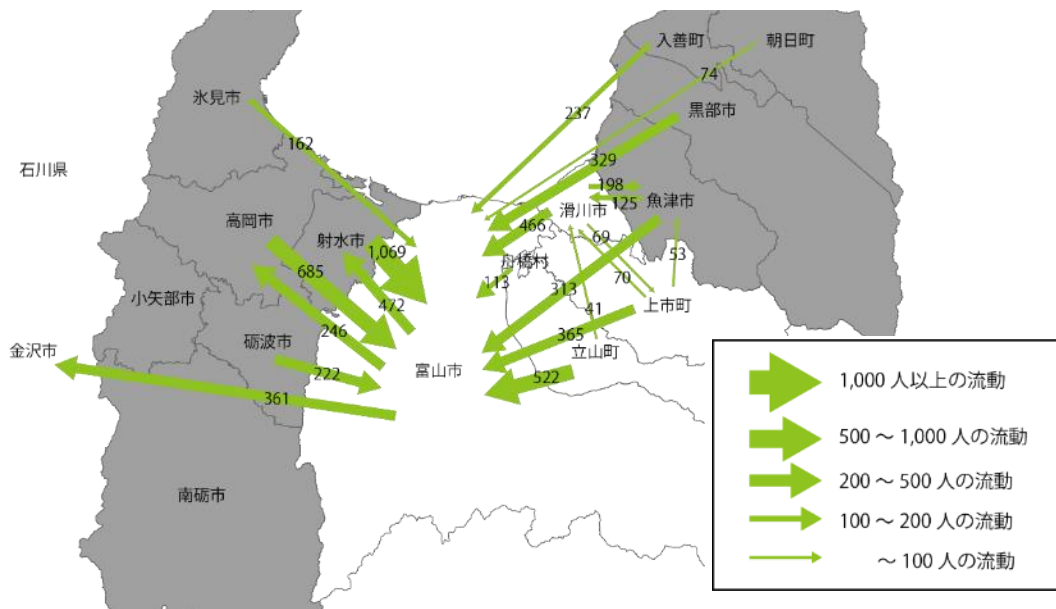 入善町
朝日町
74
氷見市
黒部市
237
162
329
石川県
198
125
魚津市
滑川市
高岡市
466
射水市
69
1,069
53
舟橋村
685
70
113
313
小矢部市
472
上市町
41
246
365
砺波市
金沢市
立山町
富山市
222
522
361
南砺市
1,000 人以上の流動
500 ～ 1,000 人の流動
200 ～ 500 人の流動
100 ～ 200 人の流動
～ 100 人の流動